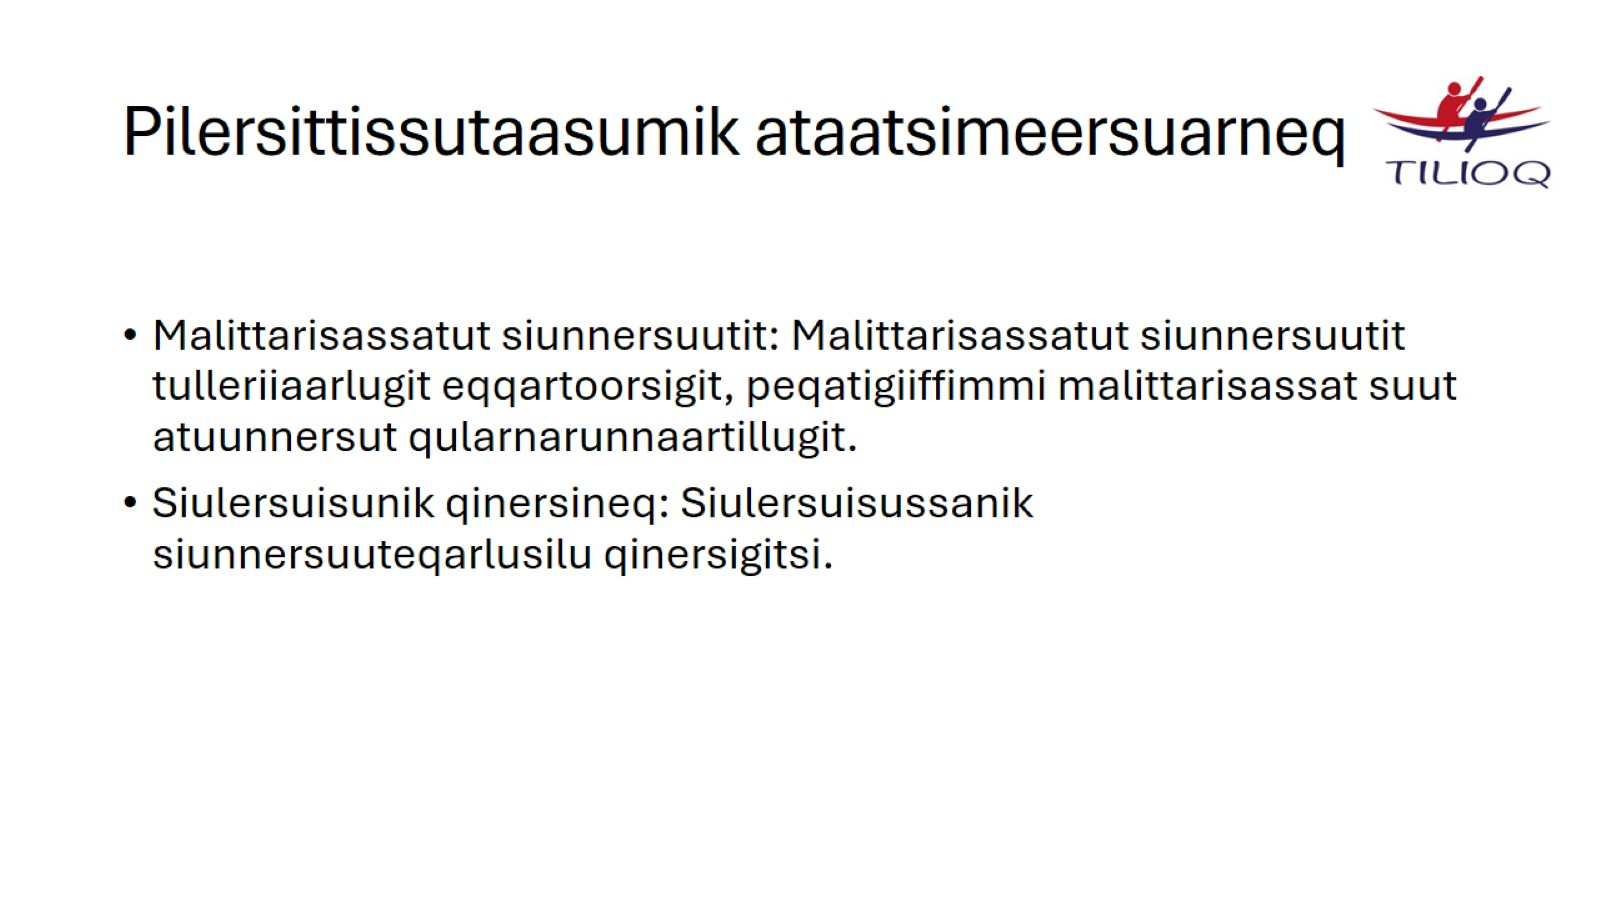 Pilersittissutaasumik ataatsimeersuarneq
TILIOQ
• Malittarisassatut siunnersuutit: Malittarisassatut siunnersuutit
tulleriiaarlugit eqqartoorsigit, peqatigiiffimmi malittarisassat suut
atuunnersut qularnarunnaartillugit.
• Siulersuisunik qinersineq: Siulersuisussanik
siunnersuuteqarlusilu qinersigitsi.